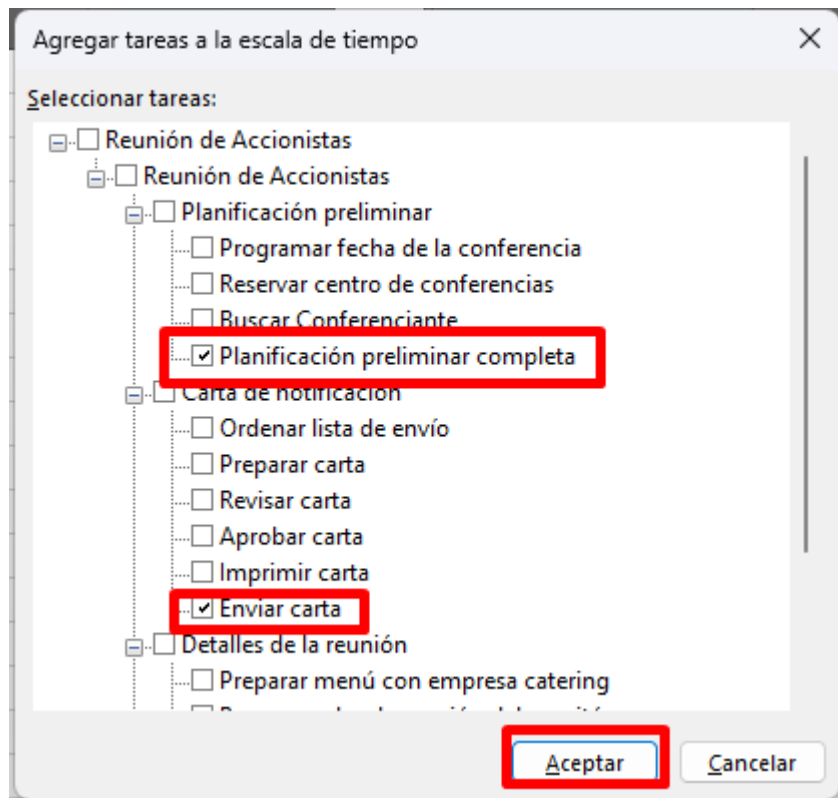 Agregar tareas a la escala de tiempo
Seleccionar tareas:
Reunión de Accionistas
Reunión de Accionistas
Planificación preliminar
Programar fecha de la conferencia
Reservar centro de conferencias
Buscar Conferenciante
Planificación preliminar completa
Carta de notificación
Ordenar lista de envío
Preparar carta
Revisar carta
Aprobar carta
Imprimir carta
Enviar carta
Detalles de la reunión
Preparar menú con empresa catering
Aceptar Cancelar